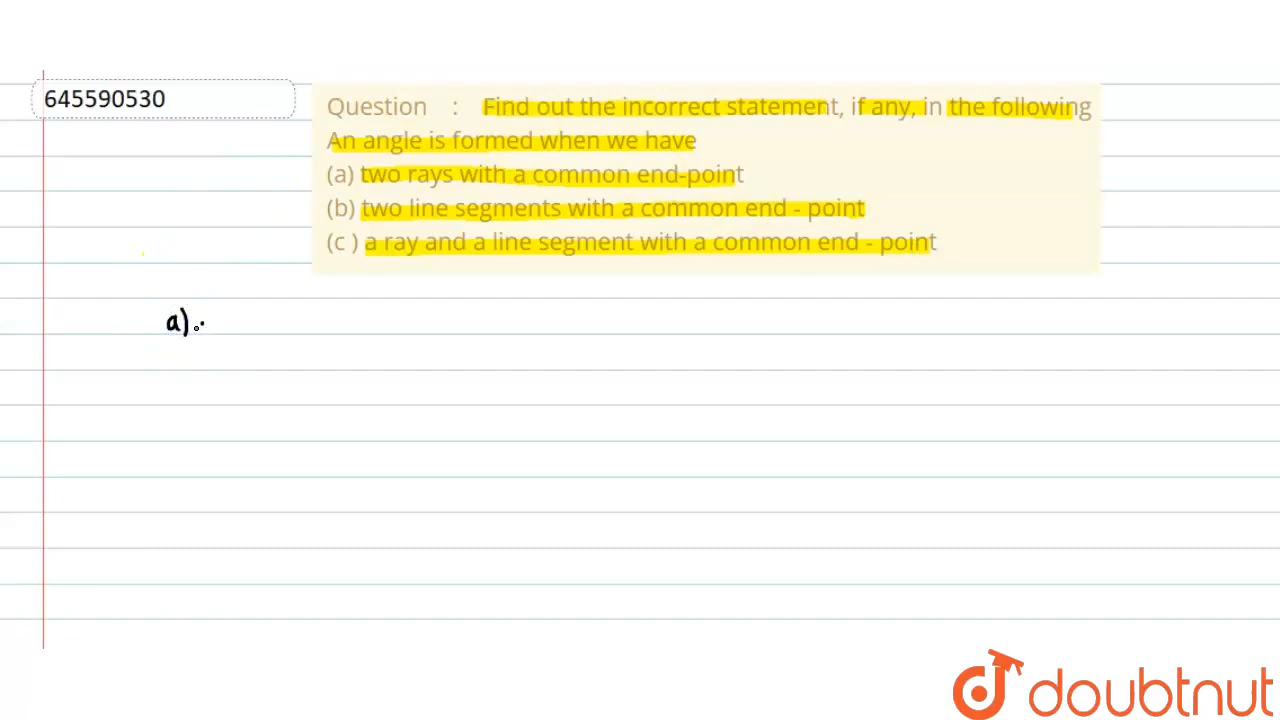 645590530
Question : Find out the incorrect statement, if any, in the following
An angle is formed when we have
(a) two rays with a common end-point
(b) two line segments with a common end - point
(c ) a ray and a line segment with a common end - point
a)
doubtnut